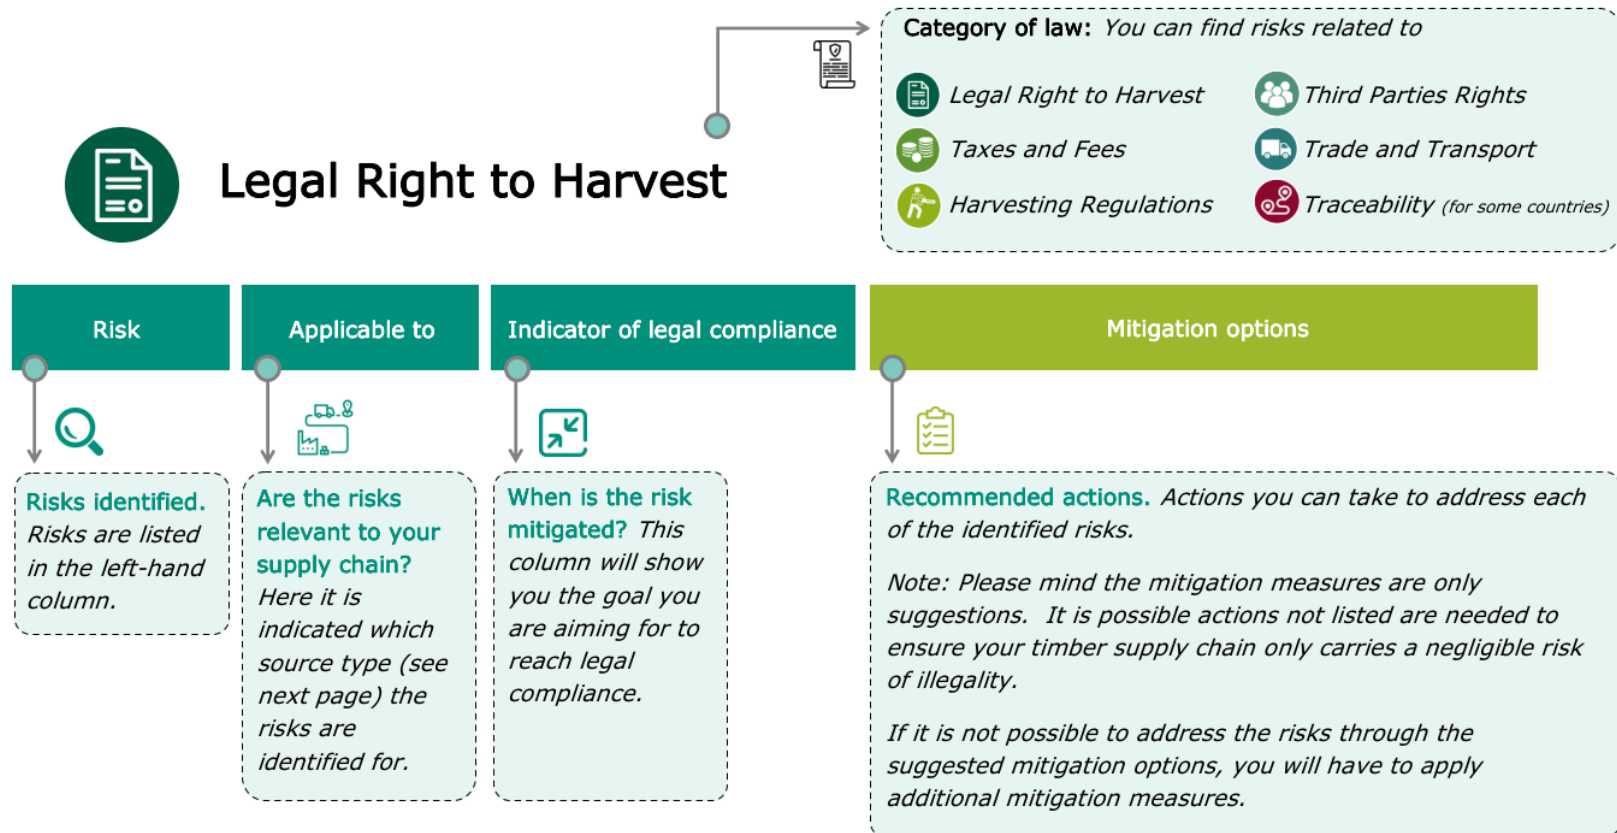 Category of law: You can find risks related to
Legal Right to Harvest
Third Parties Rights
Taxes and Fees
Trade and Transport
Harvesting Regulations
Traceability (for some countries)
Legal Right to Harvest
Risk
Applicable to
Indicator of legal compliance
Mitigation options
Risks identified.
Risks are listed
in the left-hand
column.
Are the risks
relevant to your
supply chain?
Here it is
indicated which
source type (see
next page) the
risks are
identified for.
When is the risk
mitigated? This
column will show
you the goal you
are aiming for to
reach legal
compliance.
Recommended actions. Actions you can take to address each
of the identified risks.
Note: Please mind the mitigation measures are only
suggestions.  It is possible actions not listed are needed to
ensure your timber supply chain only carries a negligible risk
of illegality.
If it is not possible to address the risks through the
suggested mitigation options, you will have to apply
additional mitigation measures.